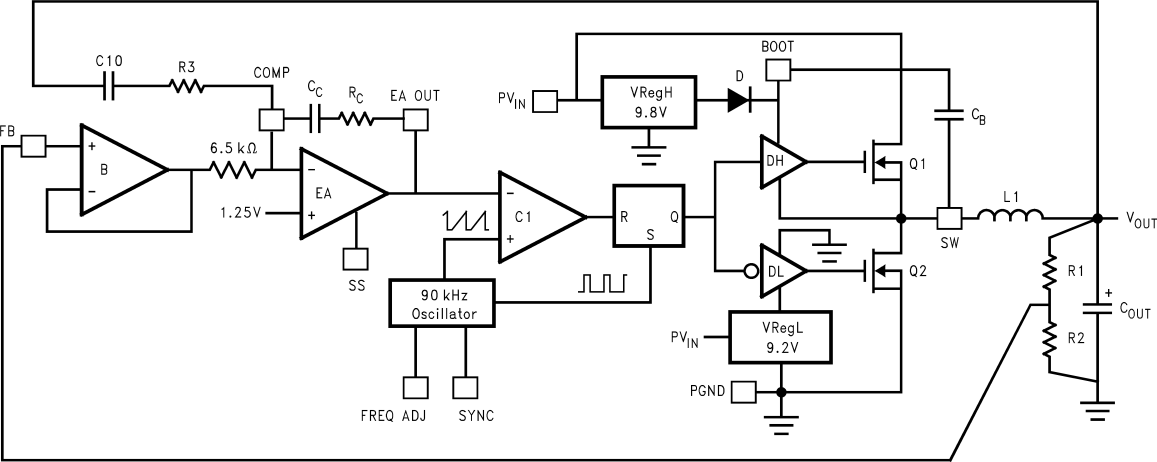 C10
R3
COMP
CC
RC
EA OUT
FB
+
B
−
6.5 kΩ
−
EA
+
1.25V
SS
−
C1
+
R
Q
S
90 kHz
Oscillator
FREQ ADJ
SYNC
PVIN
VRegH
9.8V
D
BOOT
CB
DH
Q1
SW
L1
VOUT
DL
Q2
PVIN
VRegL
9.2V
PGND
R1
R2
+
COUT